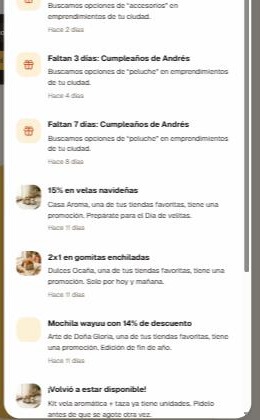 Buscamos opciones de "accesorios" en
emprendimientos de tu ciudad.
Hace 2 días
Faltan 3 días: Cumpleaños de Andrés
Buscamos opciones de "peluche" en emprendimientos
de tu ciudad.
Hace 4 días
Faltan 7 días: Cumpleaños de Andrés
Buscamos opciones de "peluche" en emprendimientos
de tu ciudad.
Hace 8 días
15% en velas navideñas
Casa Aroma, una de tus tiendas favoritas, tiene una
promoción. Preparate para el Día de velitas.
Hace 11 días
2x1 en gomitas enchiladas
Dulces Ocaña, una de tus tiendas favoritas, tiene una
promoción. Solo por hoy y mañana.
Hace 11 días
Mochila wayuu con 14% de descuento
Arte de Doña Gloria, una de tus tiendas favoritas, tiene
una promoción. Edición de fin de año.
Hace 11 días
¡Volvió a estar disponible!
Kit vela aromática + taza ya tiene unidades. Pídelo
antes de que se agote otra vez.